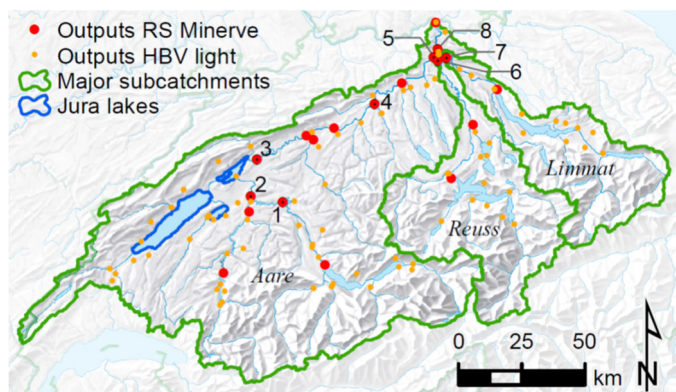 Outputs RS Minerve
Outputs HBV light
Major subcatchments
Jura lakes
5
8
7
6
4
3
2
1
Limmat
Reuss
Aare
N
0 25 50
km